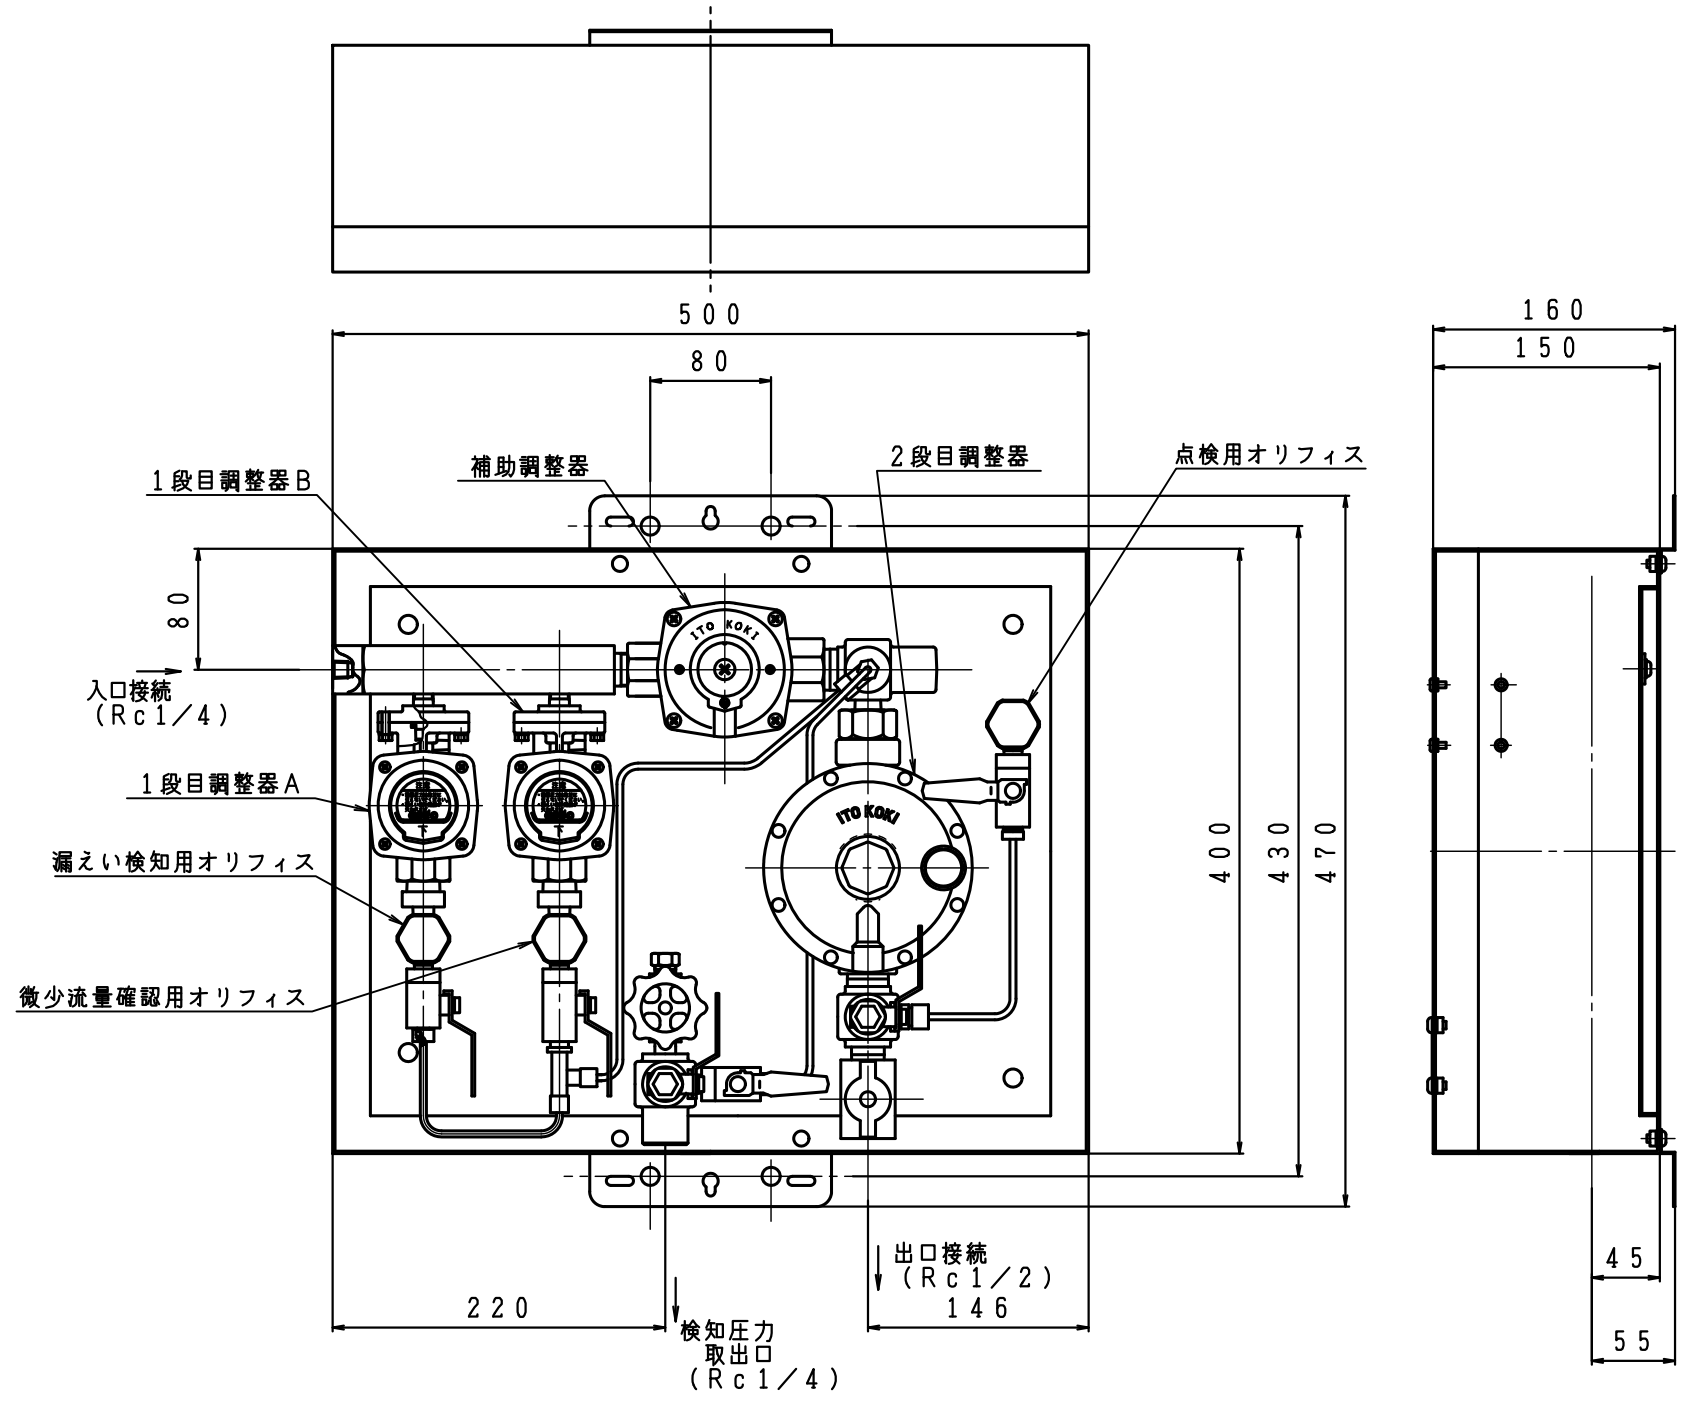 500
80
160
150
1段目調整器B
補助調整器
2段目調整器
点検用オリフィス
80
入口接続
(Rc1/4)
ITO KOKI
1段目調整器A
ITO KOKI
漏えい検知用オリフィス
微少流量確認用オリフィス
400
430
470
出口接続
(Rc1/2)
220
146
検知圧力
取出口
(Rc1/4)
45
55